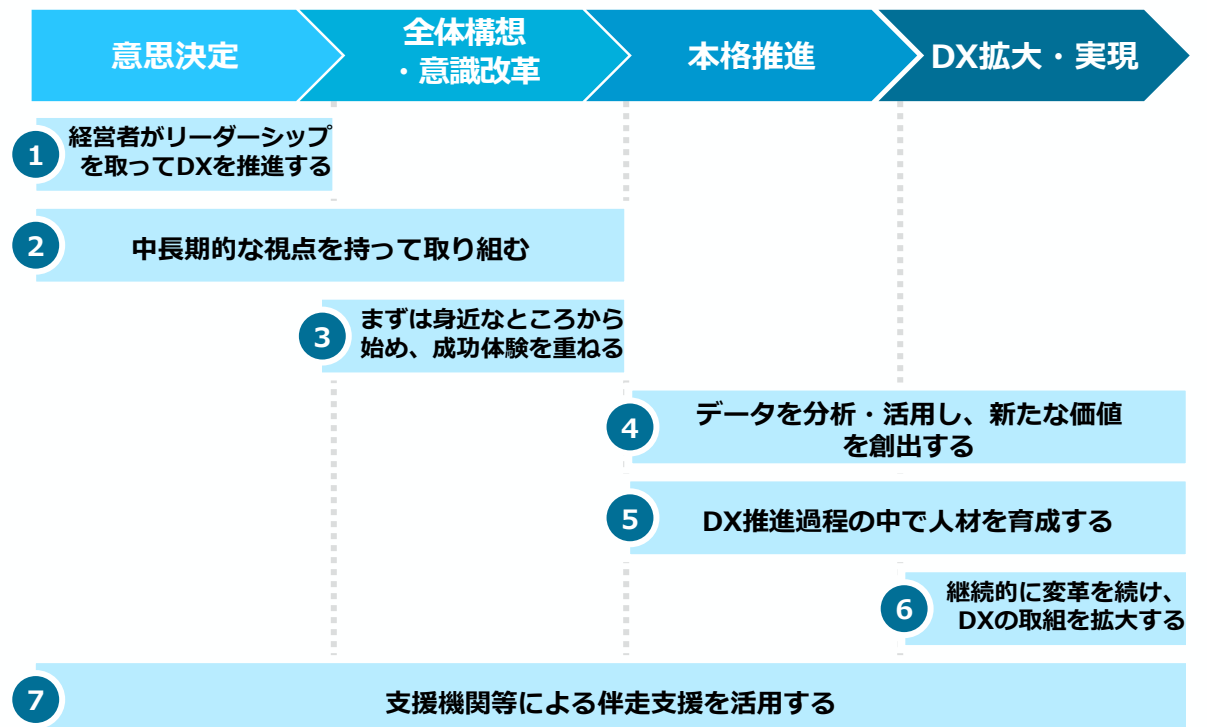 意思決定
全体構想
・意識改革
本格推進
DX拡大・実現
1
経営者がリーダーシップ
を取ってDXを推進する
2
中長期的な視点を持って取り組む
3
まずは身近なところから
始め、成功体験を重ねる
4
データを分析・活用し、新たな価値
を創出する
5
DX推進過程の中で人材を育成する
6
継続的に変革を続け、
DXの取組を拡大する
7
支援機関等による伴走支援を活用する